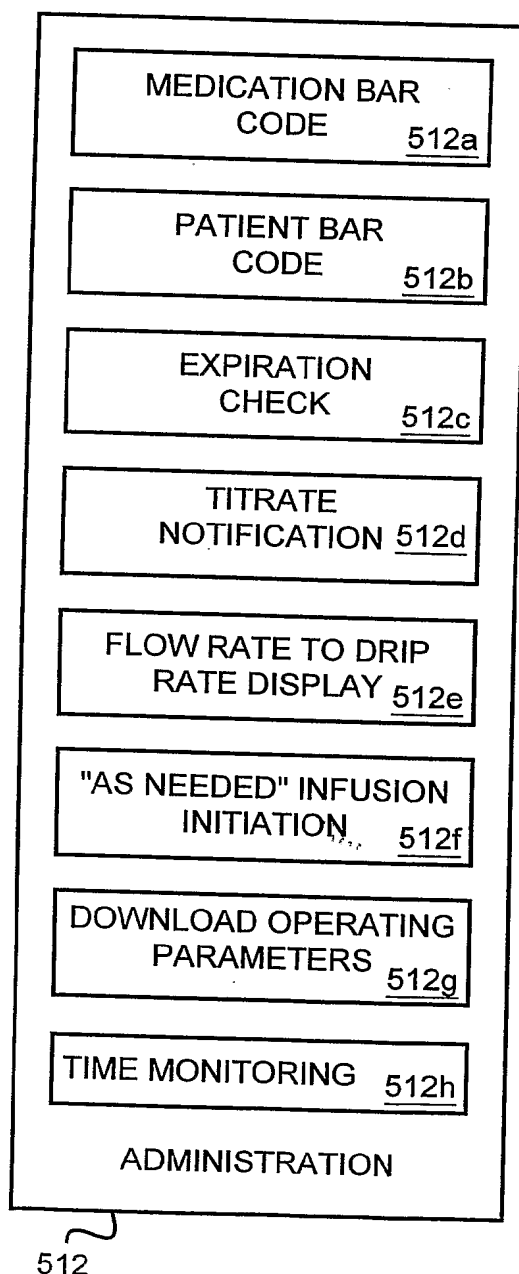 MEDICATION BAR
CODE 512a
PATIENT BAR
CODE 512b
EXPIRATION
CHECK 512c
TITRATE
NOTIFICATION 512d
FLOW RATE TO DRIP
RATE DISPLAY 512e
"AS NEEDED" INFUSION
INITIATION 512f
DOWNLOAD OPERATING
PARAMETERS 512g
TIME MONITORING 512h
ADMINISTRATION
512